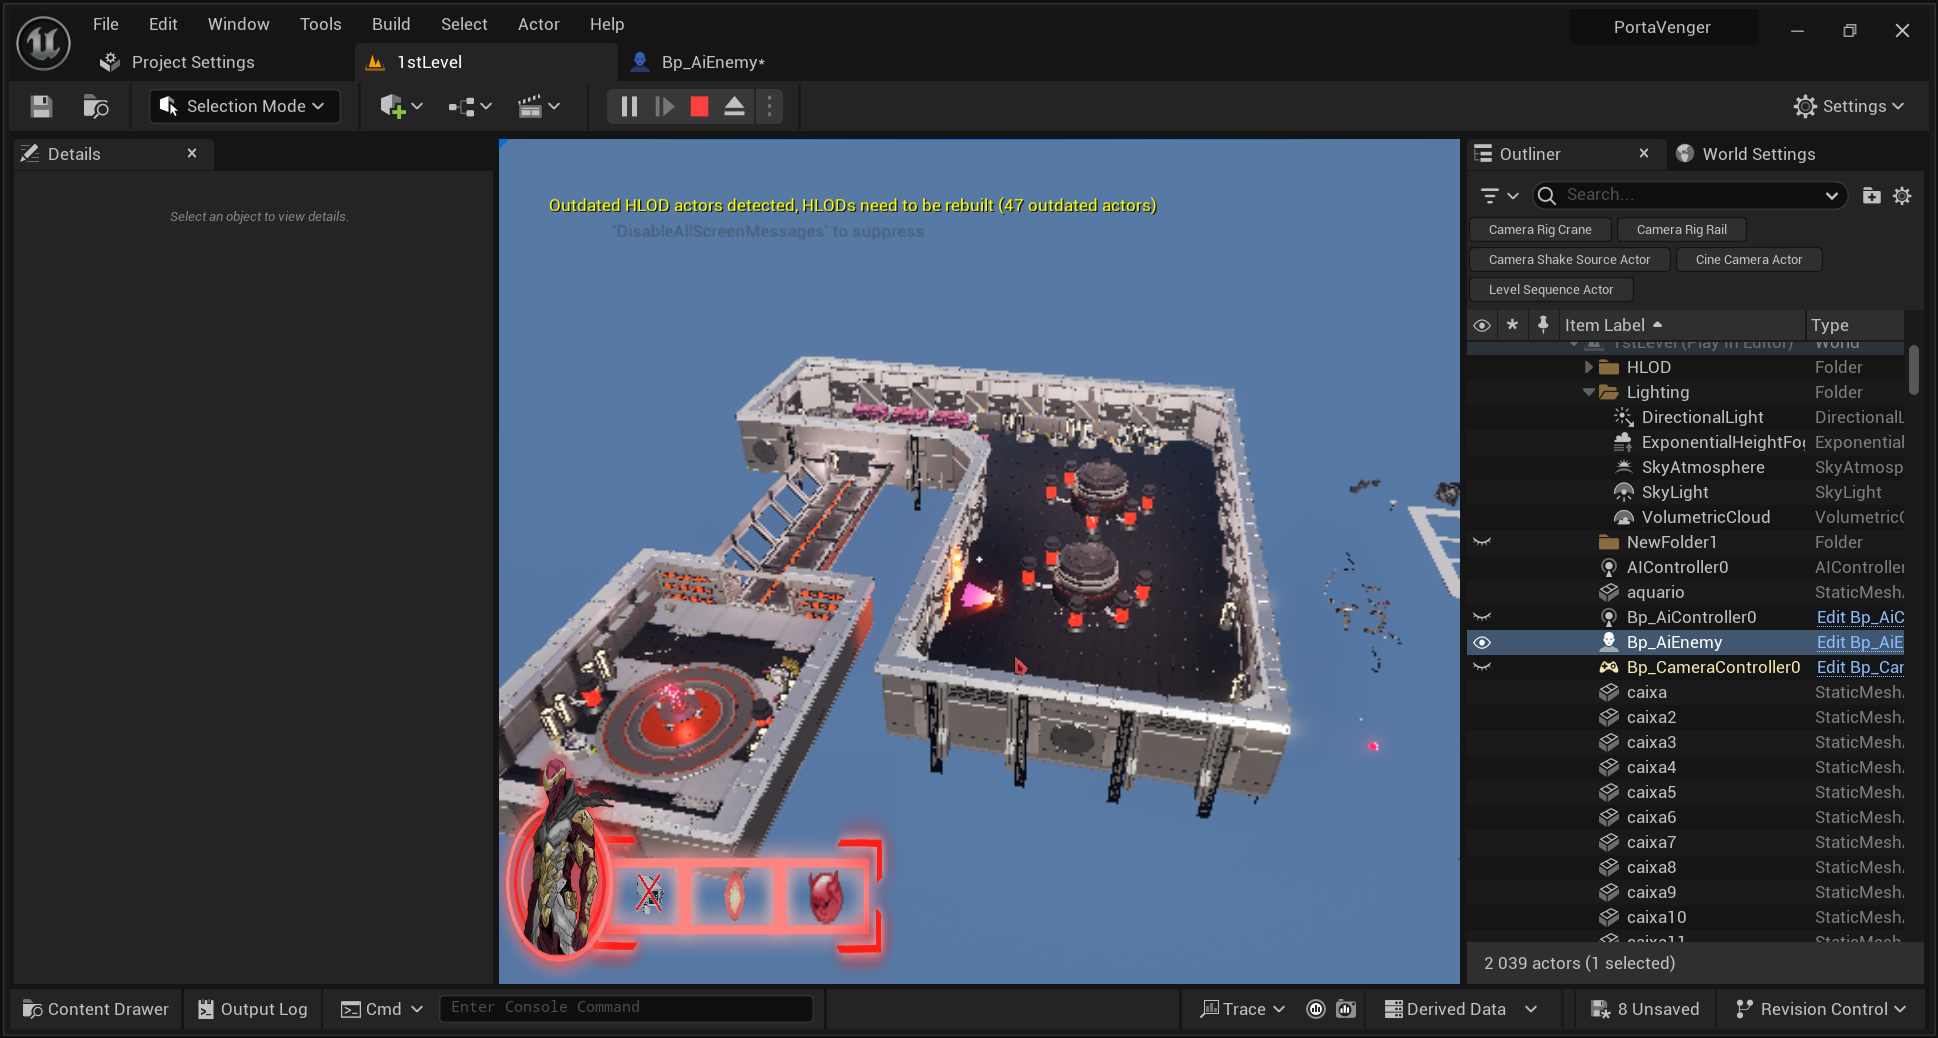 File Edit Window Tools Build Select Actor Help
PortaVenger
Project Settings
1stLevel
Bp_AiEnemy*
Selection Mode
Settings
Details
Select an object to view details.
Outdated HLOD actors detected, HLODs need to be rebuilt (47 outdated actors)
'DisableAllScreenMessages' to suppress
Outliner
World Settings
Search...
Camera Rig Crane
Camera Rig Rail
Camera Shake Source Actor
Cine Camera Actor
Level Sequence Actor
Item Label Type
1stLevel (Play In Editor) World
HLOD Folder
Lighting Folder
DirectionalLight DirectionalL
ExponentialHeightFog Exponential
SkyAtmosphere SkyAtmosp
SkyLight SkyLight
VolumetricCloud VolumetricC
NewFolder1 Folder
AIController0 AIController
aquario StaticMesh
Bp_AiController0 Edit Bp_AiC
Bp_AiEnemy Edit Bp_AiE
Bp_CameraController0 Edit Bp_Car
caixa StaticMesh
caixa2 StaticMesh
caixa3 StaticMesh
caixa4 StaticMesh
caixa5 StaticMesh
caixa6 StaticMesh
caixa7 StaticMesh
caixa8 StaticMesh
caixa9 StaticMesh
caixa10 StaticMesh
caixa11 StaticMesh
2 039 actors (1 selected)
Content Drawer
Output Log
Cmd
Enter Console Command
Trace
Derived Data
8 Unsaved
Revision Control